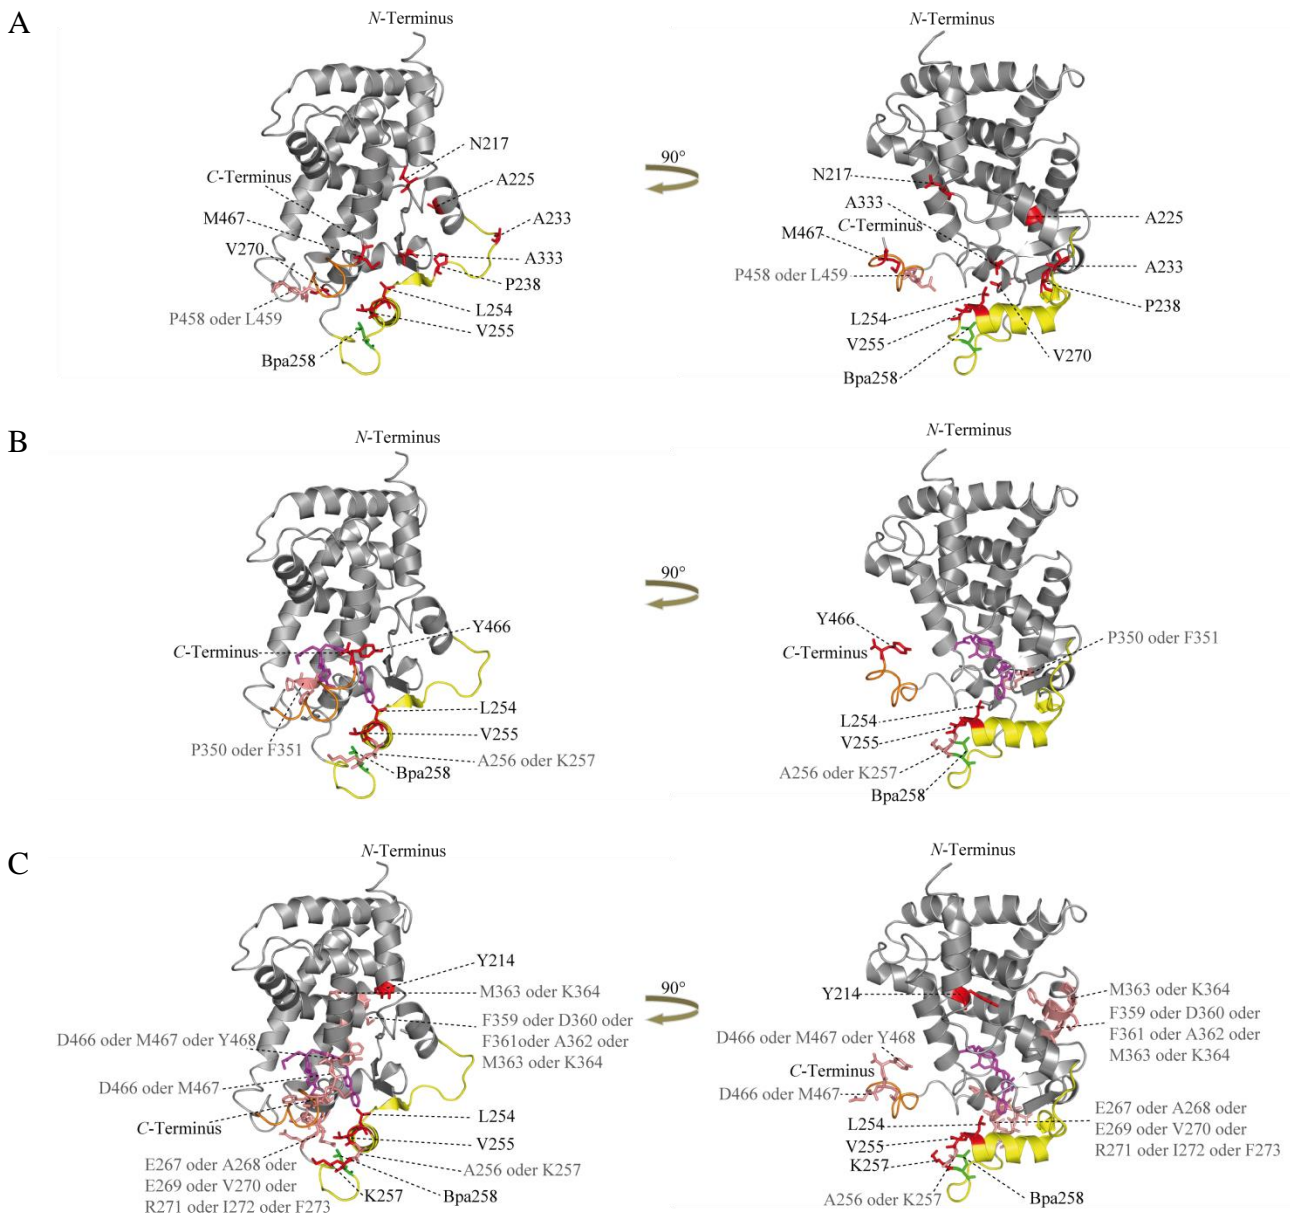 A
N-Terminus
N217
C-Terminus
A225
M467
A233
V270
A333
P238
P458 oder L459
L254
V255
Bpa258
90°
N-Terminus
N217
A333
C-Terminus
A225
M467
P458 oder L459
A233
P238
L254
V255
V270
Bpa258
B
N-Terminus
Y466
C-Terminus
L254
P350 oder F351
V255
A256 oder K257
Bpa258
90°
N-Terminus
Y466
P350 oder F351
C-Terminus
L254
V255
A256 oder K257
Bpa258
C
N-Terminus
Y214
M363 oder K364
F359 oder D360 oder
F361oder A362 oder
M363 oder K364
D466 oder M467 oder Y468
D466 oder M467
L254
C-Terminus
V255
A256 oder K257
E267 oder A268 oder
E269 oder V270 oder
R271 oder I272 oder F273
K257
Bpa258
90°
N-Terminus
Y214
M363 oder K364
F359 oder D360 oder
F361 oder A362 oder
M363 oder K364
D466 oder M467 oder Y468
C-Terminus
D466 oder M467
L254
V255
K257
E267 oder A268 oder
E269 oder V270 oder
R271 oder I272 oder F273
A256 oder K257
Bpa258